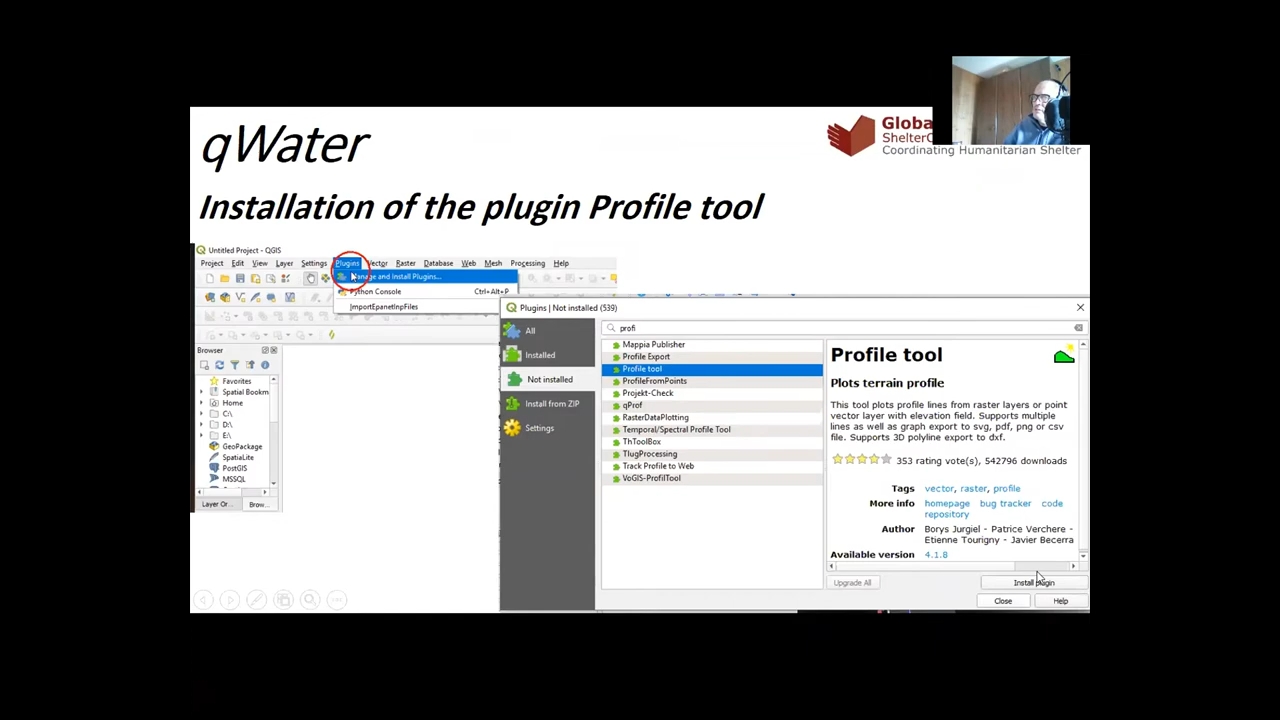 qWater
Globa
ShelterC
Coordinating Humanitarian Shelter
Installation of the plugin Profile tool
Untitled Project - QGIS
Project Edit View Layer Settings Plugins Vector Raster Database Web Mesh Processing Help
Manage and Install Plugins...
Python Console Ctrl+Alt+P
ImportEpanetInpFiles
Browser
Favorites
Spatial Bookm
Home
C:\
D:\
E:\
GeoPackage
SpatiaLite
PostGIS
MSSQL
Layer Or... Brow...
Plugins | Not installed (539)
All
Installed
Not installed
Install from ZIP
Settings
profi
Mappia Publisher
Profile Export
Profile tool
ProfileFromPoints
Projekt-Check
qProf
RasterDataPlotting
Temporal/Spectral Profile Tool
ThToolBox
TlugProcessing
Track Profile to Web
VoGIS-ProfilTool
Profile tool
Plots terrain profile
This tool plots profile lines from raster layers or point
vector layer with elevation field. Supports multiple
lines as well as graph export to svg, pdf, png or csv
file. Supports 3D polyline export to dxf.
353 rating vote(s), 542796 downloads
Tags vector, raster, profile
More info homepage bug tracker code
repository
Author Borys Jurgiel - Patrice Verchere -
Etienne Tourigny - Javier Becerra
Available version 4.1.8
Upgrade All
Install plugin
Close
Help